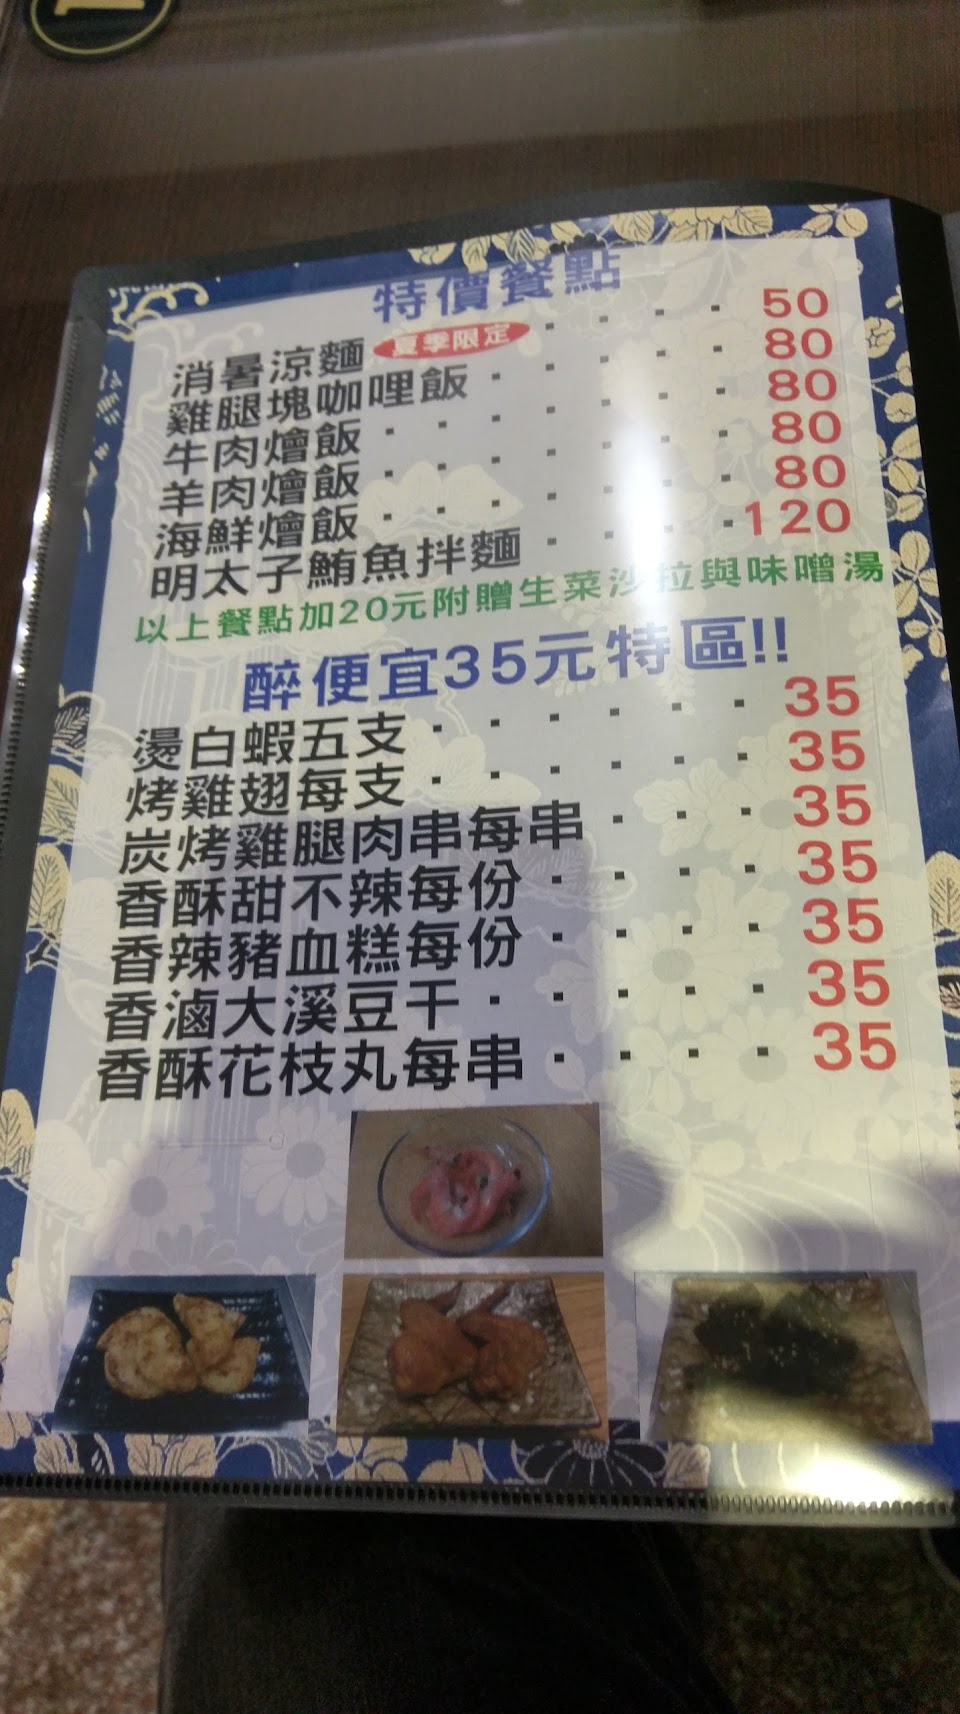 特價餐點
消暑涼麵 夏季限定 · · · · 50
雞腿塊咖哩飯 · · · · · 80
牛肉燴飯 · · · · · · · 80
羊肉燴飯 · · · · · · · 80
海鮮燴飯 · · · · · · · 80
明太子鮪魚拌麵 · · · · 120
以上餐點加20元附贈生菜沙拉與味噌湯
醉便宜35元特區!!
燙白蝦五支 · · · · · · 35
烤雞翅每支 · · · · · · 35
炭烤雞腿肉串每串 · · · 35
香酥甜不辣每份 · · · · 35
香辣豬血糕每份 · · · · 35
香滷大溪豆干 · · · · · 35
香酥花枝丸每串 · · · · 35